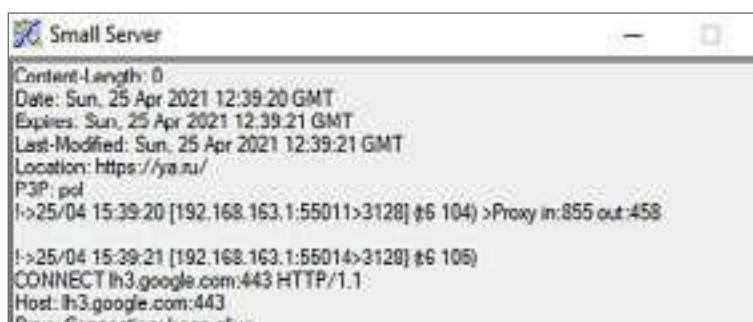 Small Server
Content-Length: 0
Date: Sun, 25 Apr 2021 12:39:20 GMT
Expires: Sun, 25 Apr 2021 12:39:21 GMT
Last-Modified: Sun, 25 Apr 2021 12:39:21 GMT
Location: https://ya.ru/
P3P: pol
!->25/04 15:39:20 [192.168.163.1:55011>3128] (t6 104) >Proxy in:855 out:458
!->25/04 15:39:21 [192.168.163.1:55014>3128] (t6 105)
CONNECT lh3.google.com:443 HTTP/1.1
Host: lh3.google.com:443